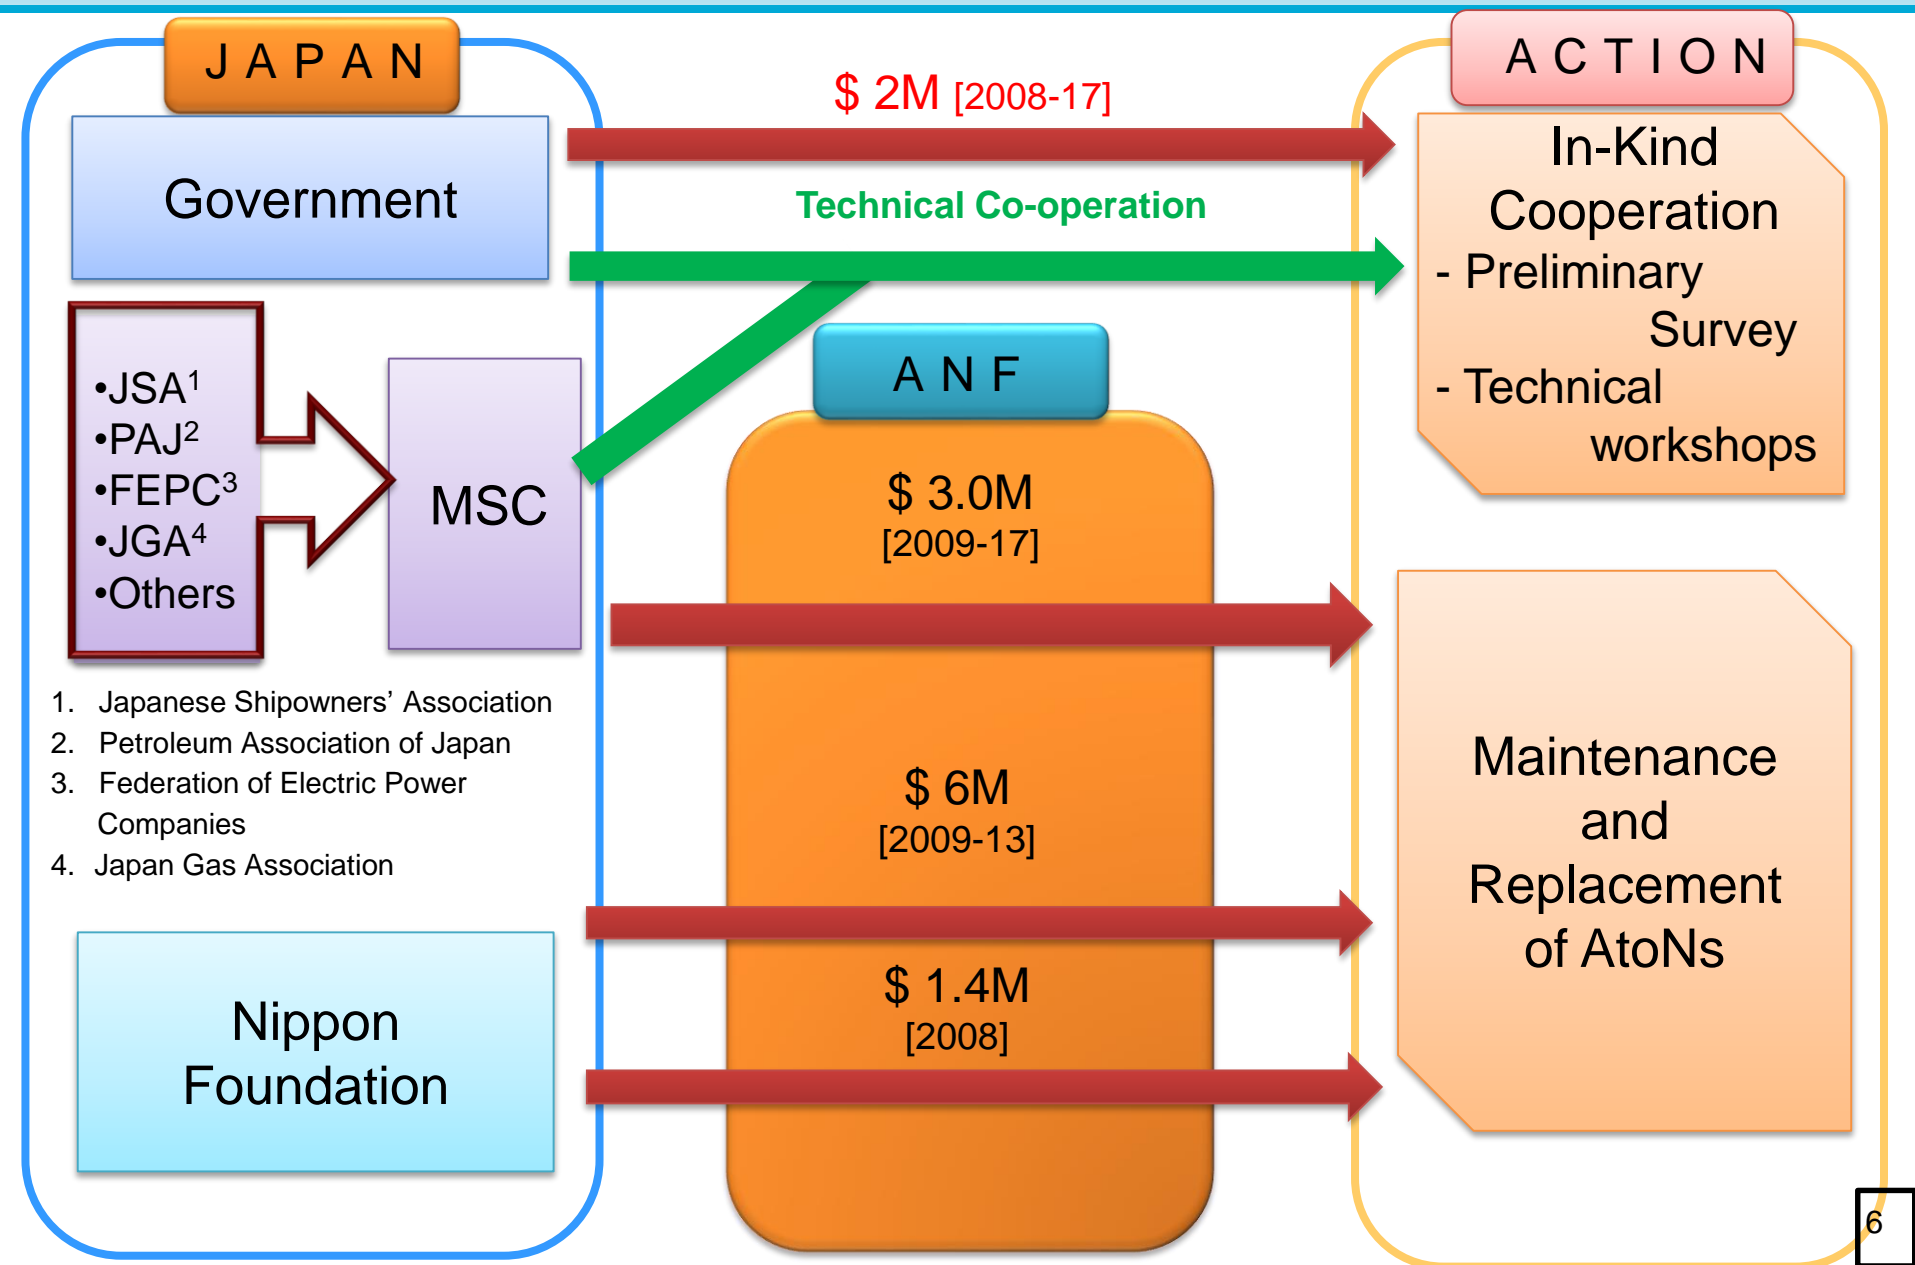 J A P A N
Government
•JSA1
•PAJ2
•FEPC3
•JGA4
•Others
MSC
1. Japanese Shipowners’ Association
2. Petroleum Association of Japan
3. Federation of Electric Power
Companies
4. Japan Gas Association
Nippon
Foundation
$ 2M [2008-17]
Technical Co-operation
A N F
$ 3.0M
[2009-17]
$ 6M
[2009-13]
$ 1.4M
[2008]
A C T I O N
In-Kind
Cooperation
- Preliminary
Survey
- Technical
workshops
Maintenance
and
Replacement
of AtoNs
6